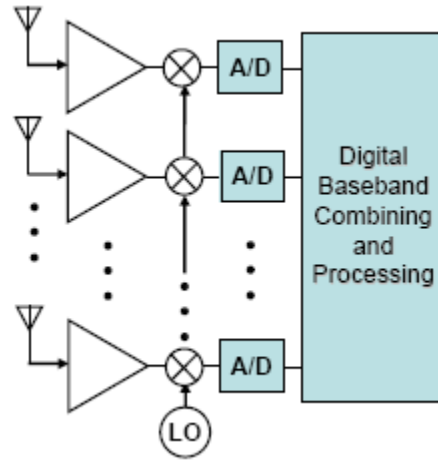 A/D
A/D
Digital
Baseband
Combining
and
Processing
A/D
LO